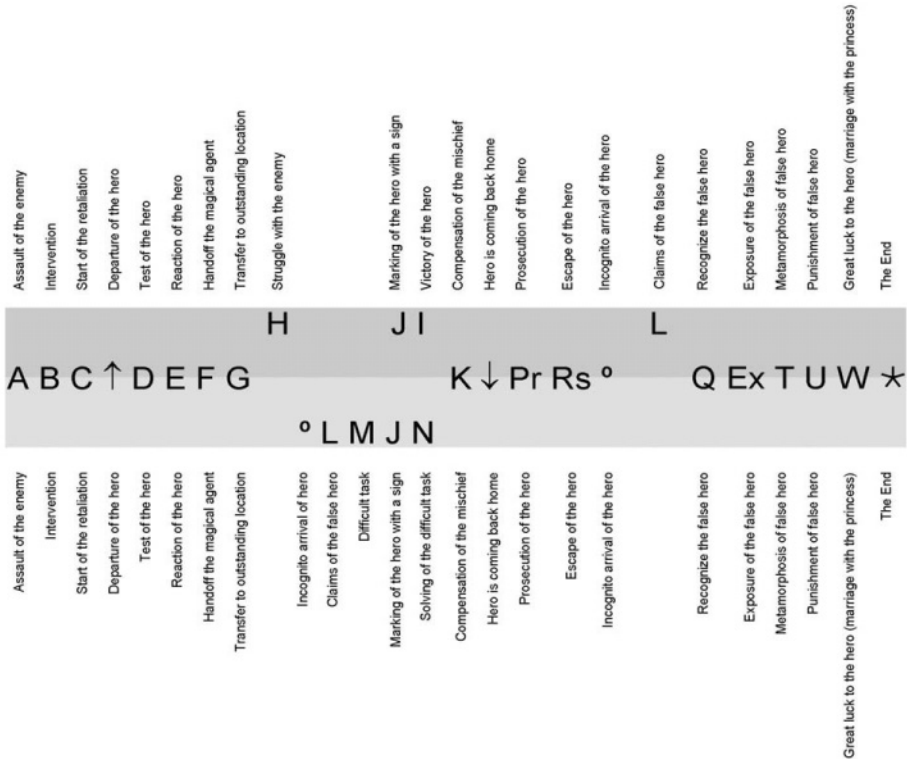 Assault of the enemy
Intervention
Start of the retaliation
Departure of the hero
Test of the hero
Reaction of the hero
Handoff the magical agent
Transfer to outstanding location
Struggle with the enemy
Marking of the hero with a sign
Victory of the hero
Compensation of the mischief
Hero is coming back home
Prosecution of the hero
Escape of the hero
Incognito arrival of the hero
Claims of the false hero
Recognize the false hero
Exposure of the false hero
Metamorphosis of false hero
Punishment of false hero
Great luck to the hero (marriage with the princess)
The End
H J I L
A B C ↑ D E F G K ↓ Pr Rs º Q Ex T U W *
º L M J N
Assault of the enemy
Intervention
Start of the retaliation
Departure of the hero
Test of the hero
Reaction of the hero
Handoff the magical agent
Transfer to outstanding location
Incognito arrival of hero
Claims of the false hero
Difficult task
Marking of the hero with a sign
Solving of the difficult task
Compensation of the mischief
Hero is coming back home
Prosecution of the hero
Escape of the hero
Incognito arrival of the hero
Recognize the false hero
Exposure of the false hero
Metamorphosis of false hero
Punishment of false hero
Great luck to the hero (marriage with the princess)
The End